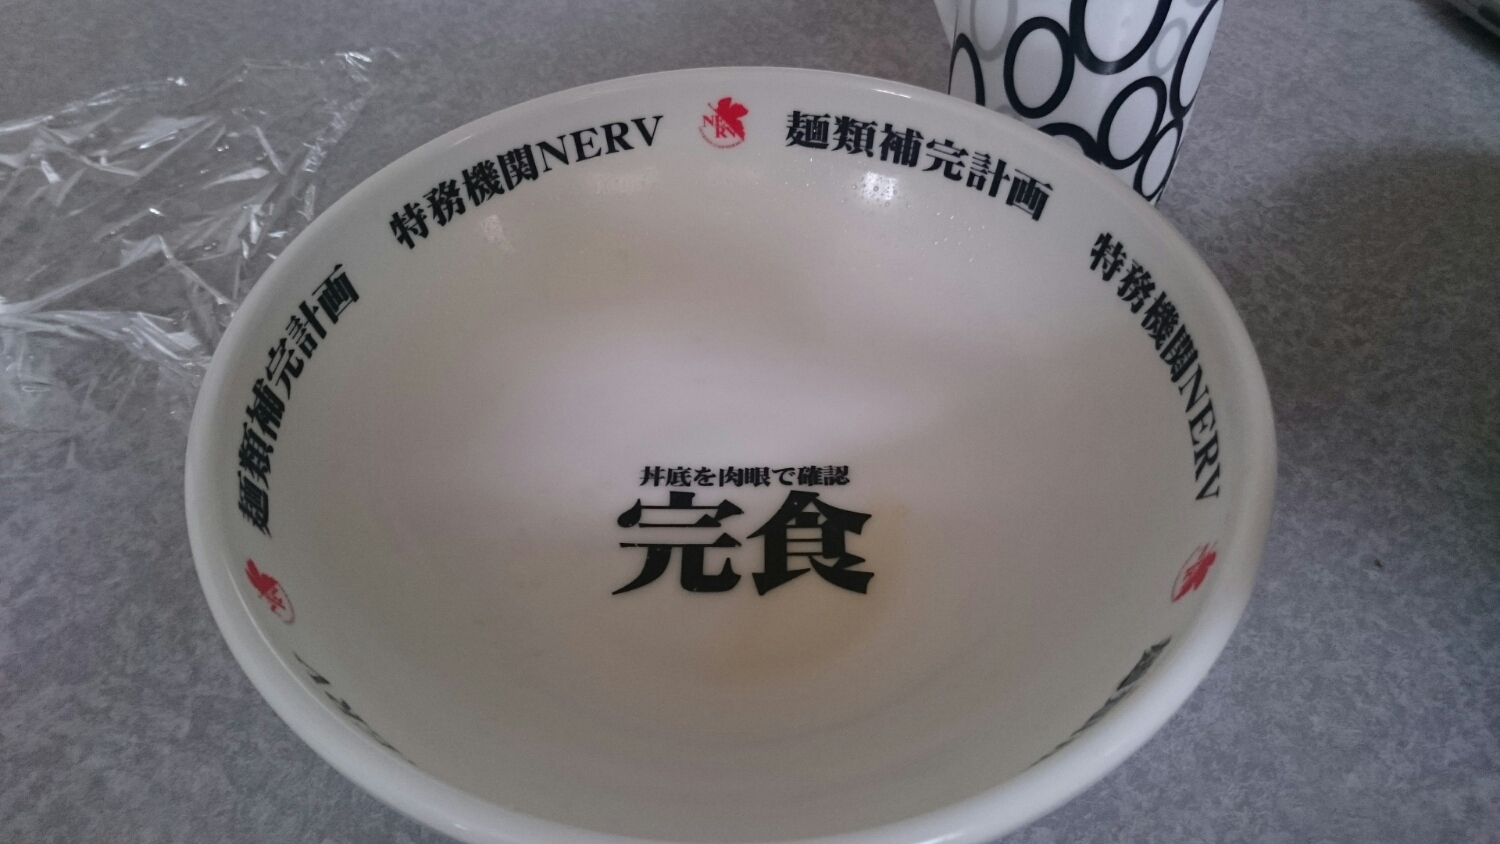 麺類補完計画
特務機関NERV
NERV
麺類補完計画
特務機関NERV
丼底を肉眼で確認
完食